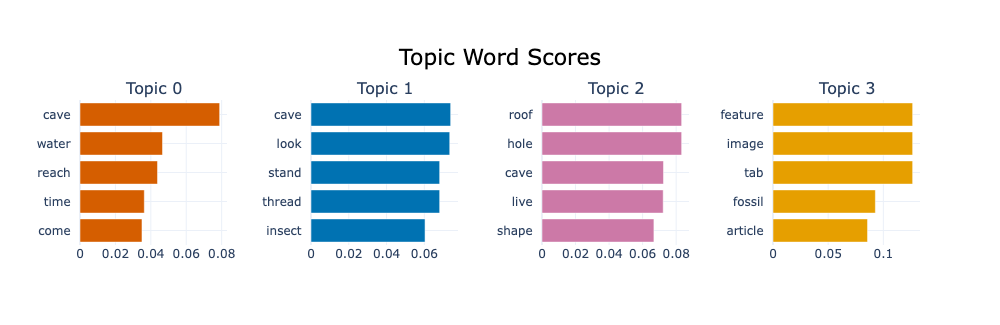 Topic Word Scores
Topic 0
cave
water
reach
time
come
0 0.02 0.04 0.06 0.08
Topic 1
cave
look
stand
thread
insect
0 0.02 0.04 0.06
Topic 2
roof
hole
cave
live
shape
0 0.02 0.04 0.06 0.08
Topic 3
feature
image
tab
fossil
article
0 0.05 0.1